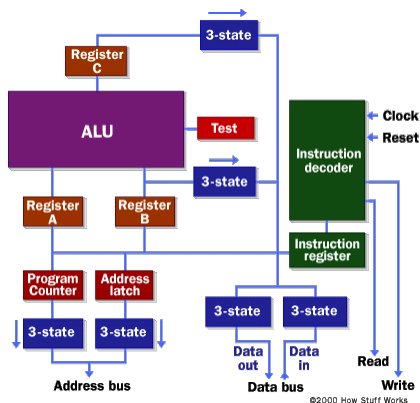 3-state
Register
C
ALU
Test
Clock
Reset
Instruction
decoder
3-state
Register
A
Register
B
Instruction
register
Program
Counter
Address
latch
3-state
3-state
3-state
3-state
Data
out
Data
in
Read
Address bus
Data bus
Write
©2000 How Stuff Works